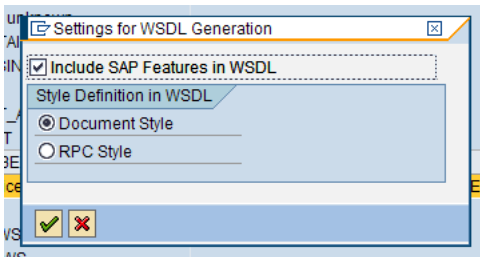 Settings for WSDL Generation
Include SAP Features in WSDL
Style Definition in WSDL
Document Style
RPC Style